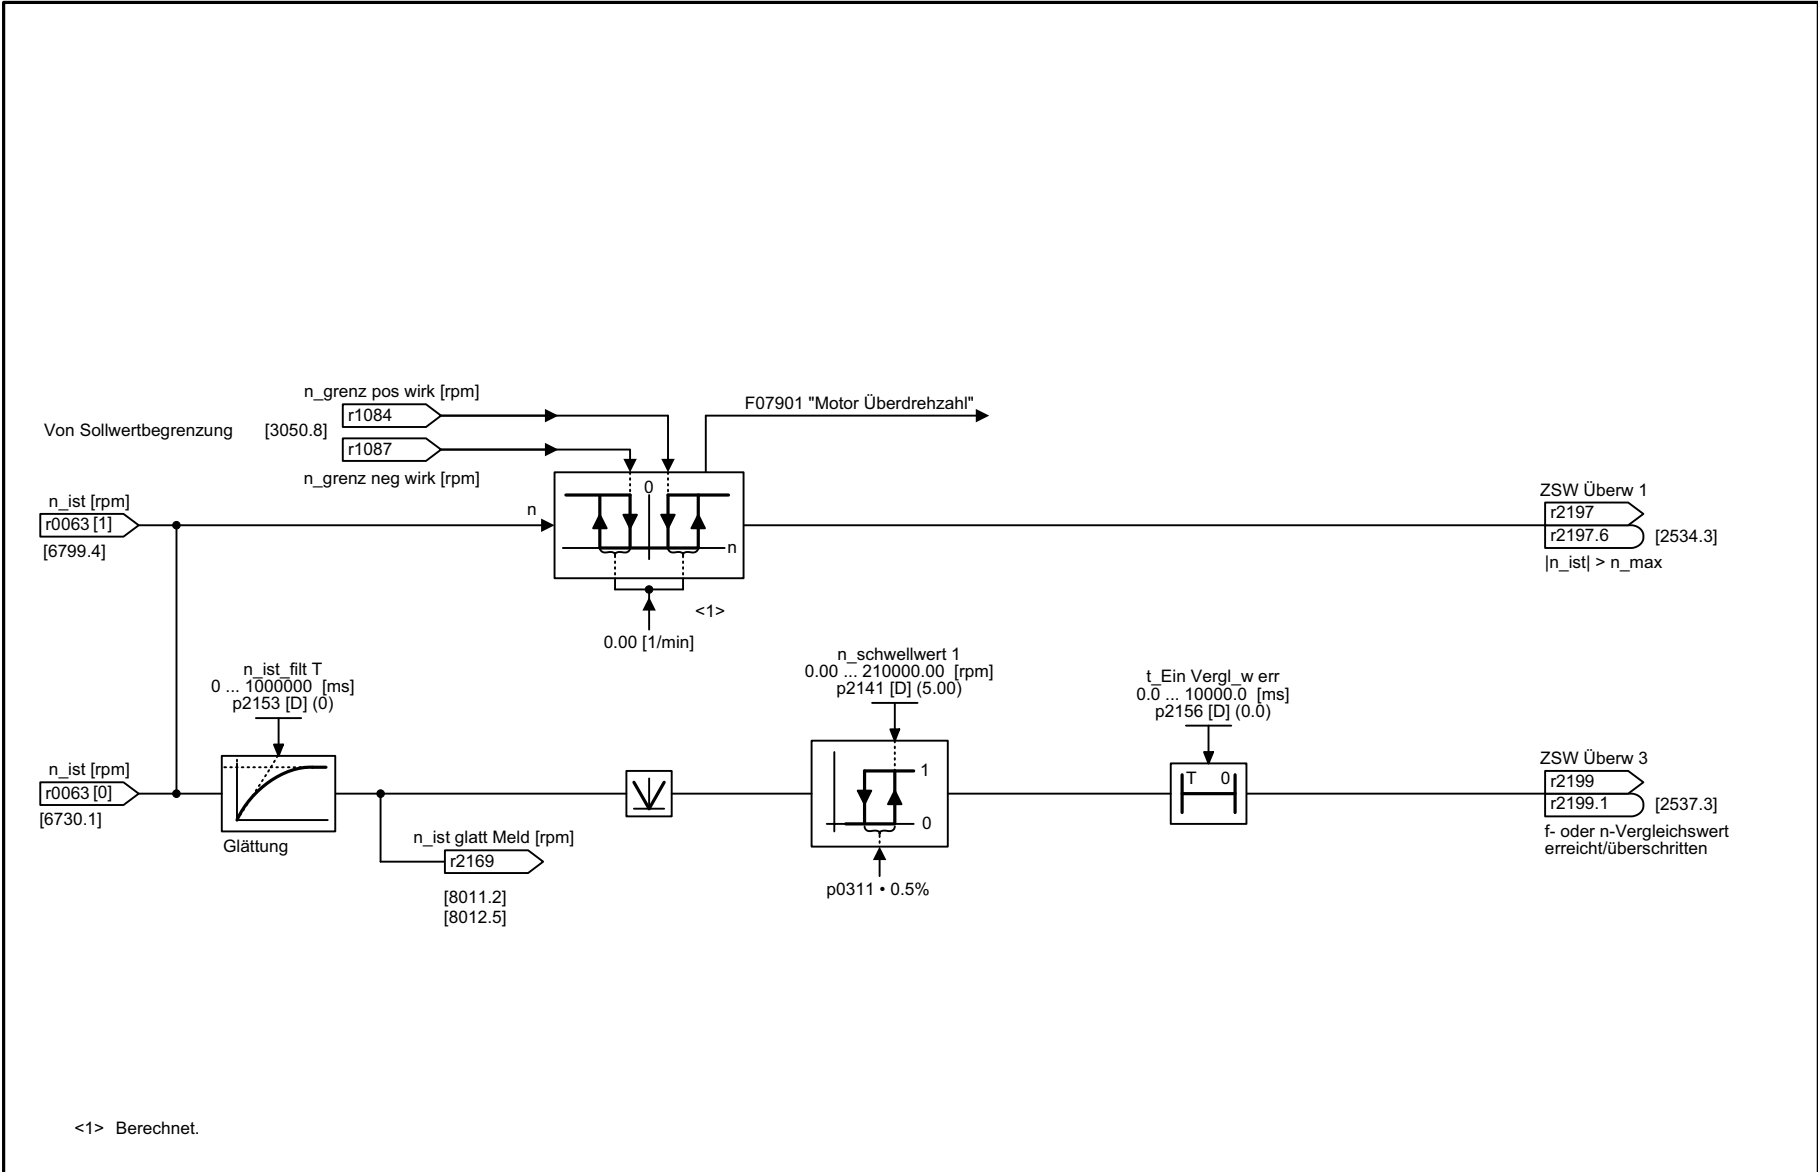 n_grenz pos wirk [rpm]
r1084
F07901 "Motor Überdrehzahl"
Von Sollwertbegrenzung [3050.8]
r1087
n_grenz neg wirk [rpm]
n_ist [rpm]
r0063 [1]
[6799.4]
n
0
n
<1>
0.00 [1/min]
ZSW Überw 1
r2197
r2197.6
[2534.3]
|n_ist| > n_max
n_ist_filt T
0 ... 1000000 [ms]
p2153 [D] (0)
n_schwellwert 1
0.00 ... 210000.00 [rpm]
p2141 [D] (5.00)
t_Ein Vergl_w err
0.0 ... 10000.0 [ms]
p2156 [D] (0.0)
n_ist [rpm]
r0063 [0]
[6730.1]
Glättung
n_ist glatt Meld [rpm]
r2169
[8011.2]
[8012.5]
1
0
p0311 • 0.5%
T 0
ZSW Überw 3
r2199
r2199.1
[2537.3]
f- oder n-Vergleichswert
erreicht/überschritten
<1> Berechnet.